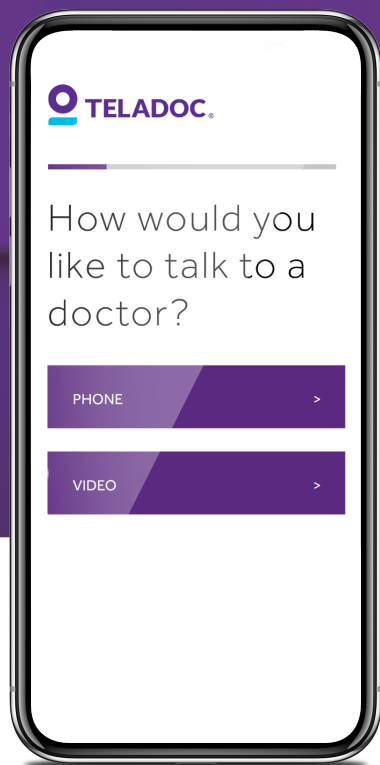 TELADOC®
How would you
like to talk to a
doctor?
PHONE >
VIDEO >